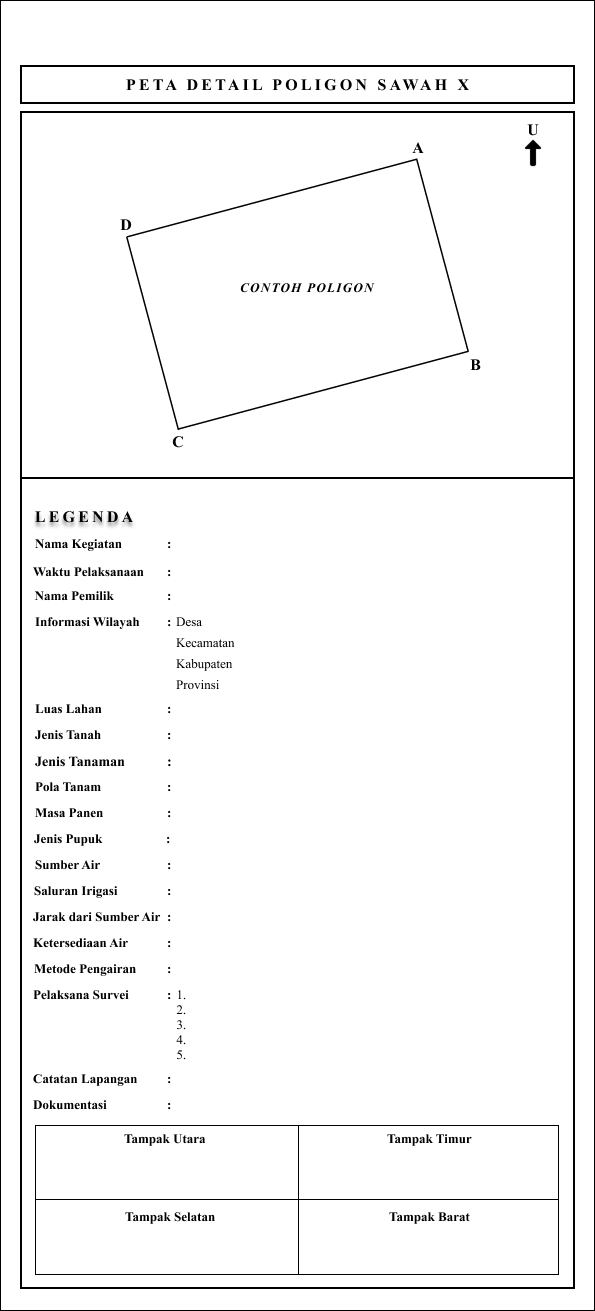 PETA DETAIL POLIGON SAWAH X
U
A
D
CONTOH POLIGON
B
C
LEGENDA
Nama Kegiatan :
Waktu Pelaksanaan :
Nama Pemilik :
Informasi Wilayah : Desa
Kecamatan
Kabupaten
Provinsi
Luas Lahan :
Jenis Tanah :
Jenis Tanaman :
Pola Tanam :
Masa Panen :
Jenis Pupuk :
Sumber Air :
Saluran Irigasi :
Jarak dari Sumber Air :
Ketersediaan Air :
Metode Pengairan :
Pelaksana Survei : 1.
2.
3.
4.
5.
Catatan Lapangan :
Dokumentasi :
Tampak Utara Tampak Timur
Tampak Selatan Tampak Barat